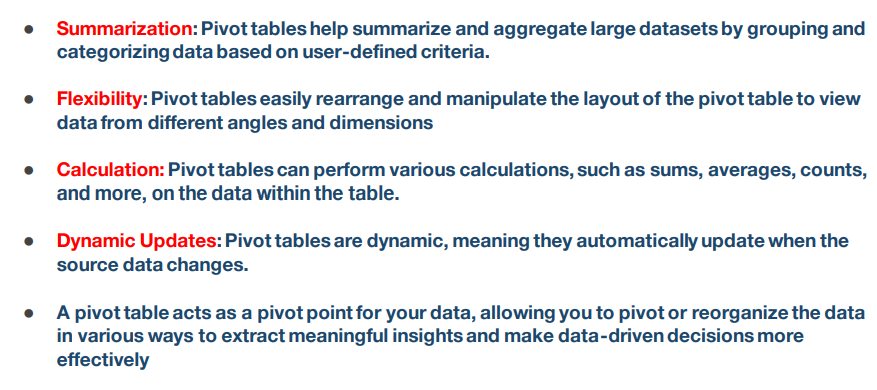 ● Summarization: Pivot tables help summarize and aggregate large datasets by grouping and
categorizing data based on user-defined criteria.
● Flexibility: Pivot tables easily rearrange and manipulate the layout of the pivot table to view
data from different angles and dimensions
● Calculation: Pivot tables can perform various calculations, such as sums, averages, counts,
and more, on the data within the table.
● Dynamic Updates: Pivot tables are dynamic, meaning they automatically update when the
source data changes.
● A pivot table acts as a pivot point for your data, allowing you to pivot or reorganize the data
in various ways to extract meaningful insights and make data-driven decisions more
effectively